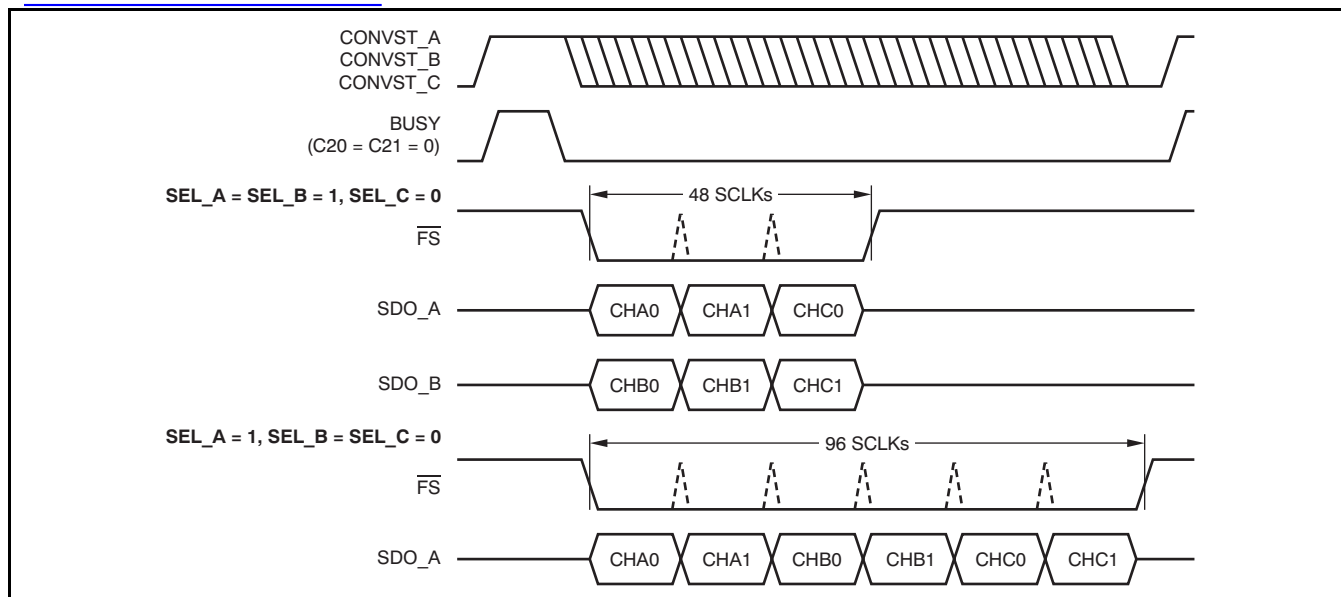 CONVST_A
CONVST_B
CONVST_C
BUSY
(C20 = C21 = 0)
SEL_A = SEL_B = 1, SEL_C = 0
48 SCLKs
FS
SDO_A
CHA0 CHA1 CHC0
SDO_B
CHB0 CHB1 CHC1
SEL_A = 1, SEL_B = SEL_C = 0
96 SCLKs
FS
SDO_A
CHA0 CHA1 CHB0 CHB1 CHC0 CHC1